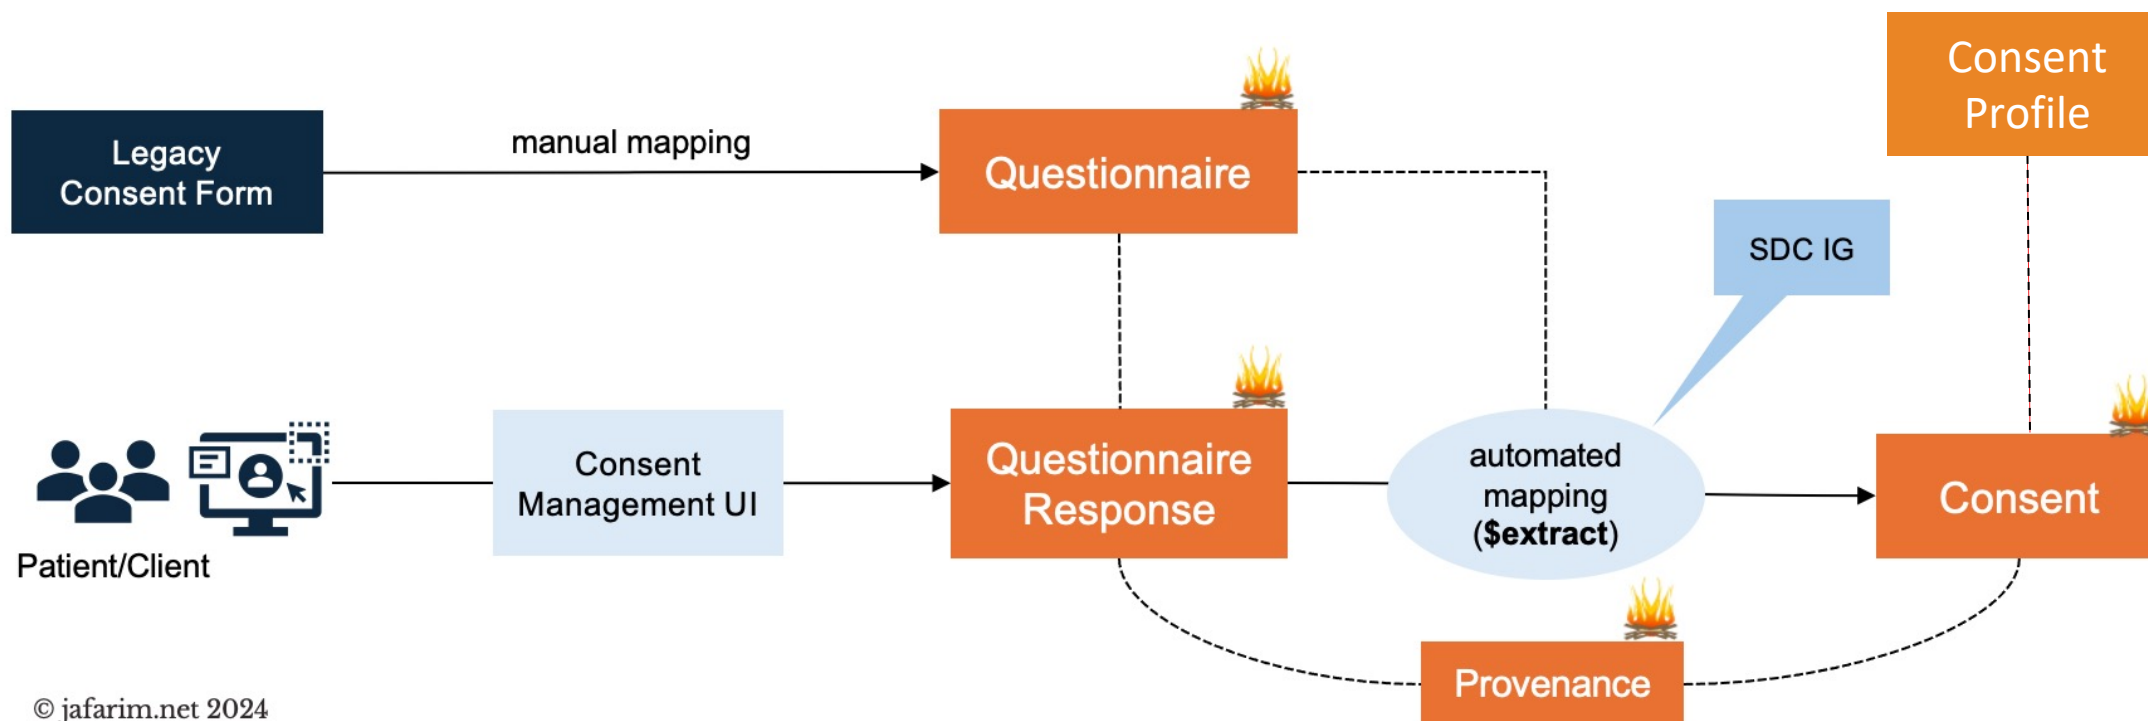 Consent
Profile
Legacy
Consent Form
manual mapping
Questionnaire
SDC IG
Patient/Client
Consent
Management UI
Questionnaire
Response
automated
mapping
($extract)
Consent
Provenance
© jafarim.net 2024